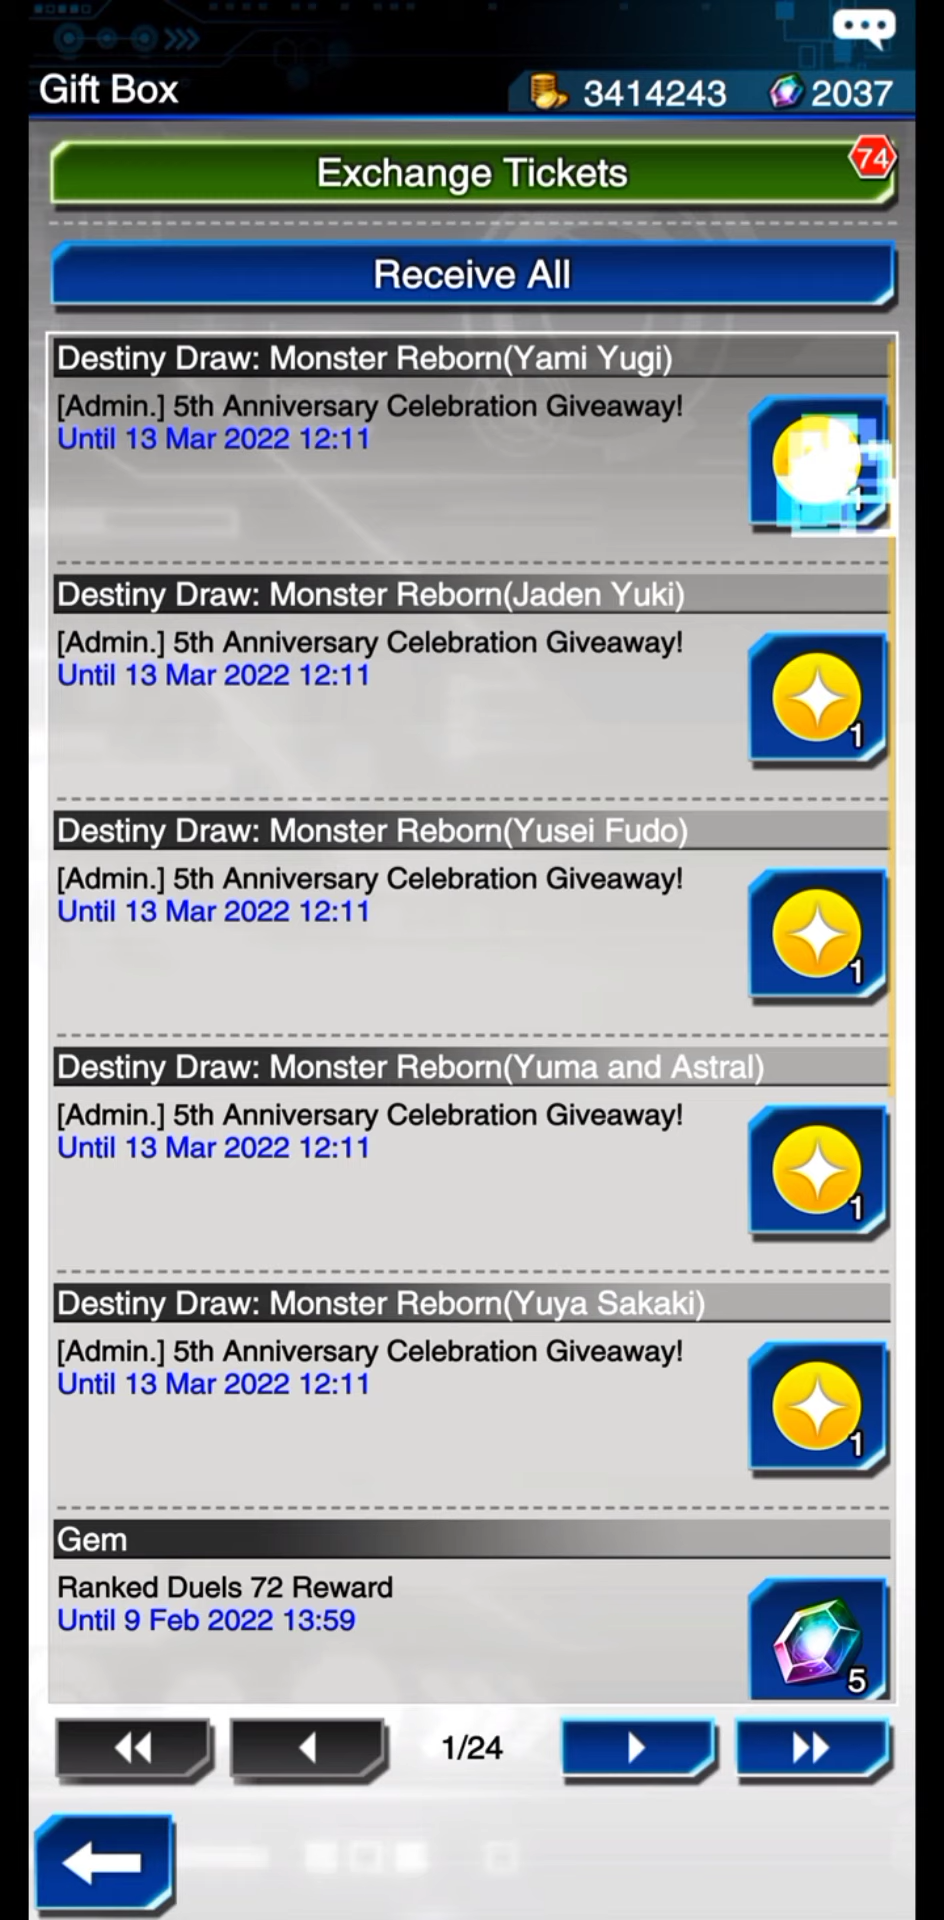 Gift Box
3414243
2037
Exchange Tickets
74
Receive All
Destiny Draw: Monster Reborn(Yami Yugi)
[Admin.] 5th Anniversary Celebration Giveaway!
Until 13 Mar 2022 12:11
1
Destiny Draw: Monster Reborn(Jaden Yuki)
[Admin.] 5th Anniversary Celebration Giveaway!
Until 13 Mar 2022 12:11
1
Destiny Draw: Monster Reborn(Yusei Fudo)
[Admin.] 5th Anniversary Celebration Giveaway!
Until 13 Mar 2022 12:11
1
Destiny Draw: Monster Reborn(Yuma and Astral)
[Admin.] 5th Anniversary Celebration Giveaway!
Until 13 Mar 2022 12:11
1
Destiny Draw: Monster Reborn(Yuya Sakaki)
[Admin.] 5th Anniversary Celebration Giveaway!
Until 13 Mar 2022 12:11
1
Gem
Ranked Duels 72 Reward
Until 9 Feb 2022 13:59
5
1/24